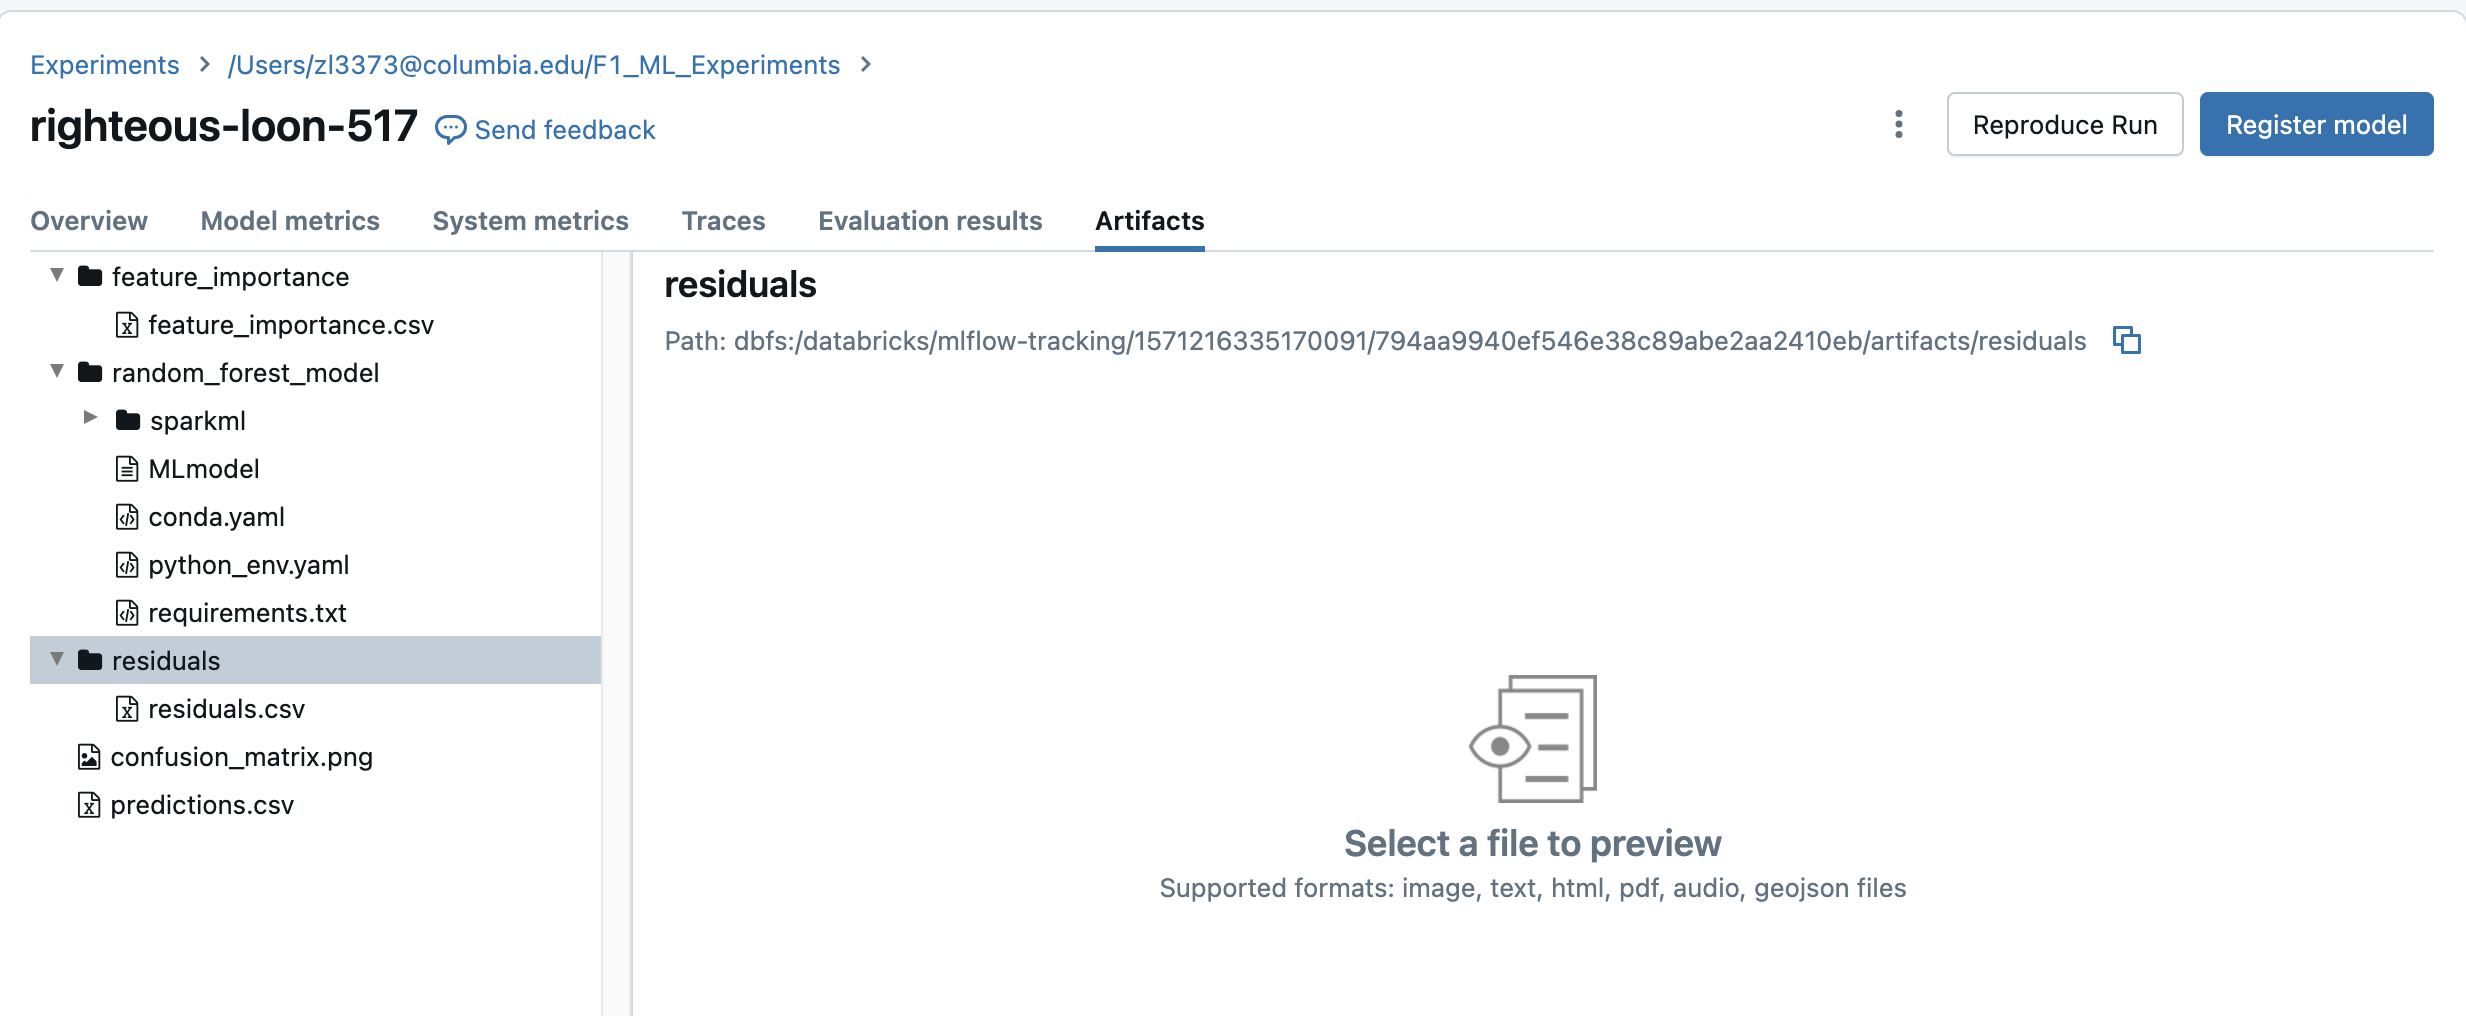 Experiments > /Users/zl3373@columbia.edu/F1_ML_Experiments >
righteous-loon-517 Send feedback
Reproduce Run
Register model
Overview Model metrics System metrics Traces Evaluation results Artifacts
feature_importance
feature_importance.csv
random_forest_model
sparkml
MLmodel
conda.yaml
python_env.yaml
requirements.txt
residuals
residuals.csv
confusion_matrix.png
predictions.csv
residuals
Path: dbfs:/databricks/mlflow-tracking/1571216335170091/794aa9940ef546e38c89abe2aa2410eb/artifacts/residuals
Select a file to preview
Supported formats: image, text, html, pdf, audio, geojson files